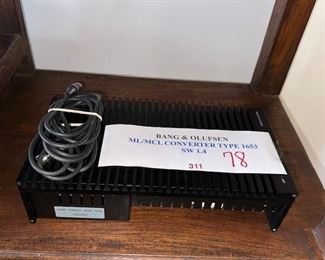 BANG & OLUFSEN
ML/MCL CONVERTER TYPE 1653
SW 1.4
311
78